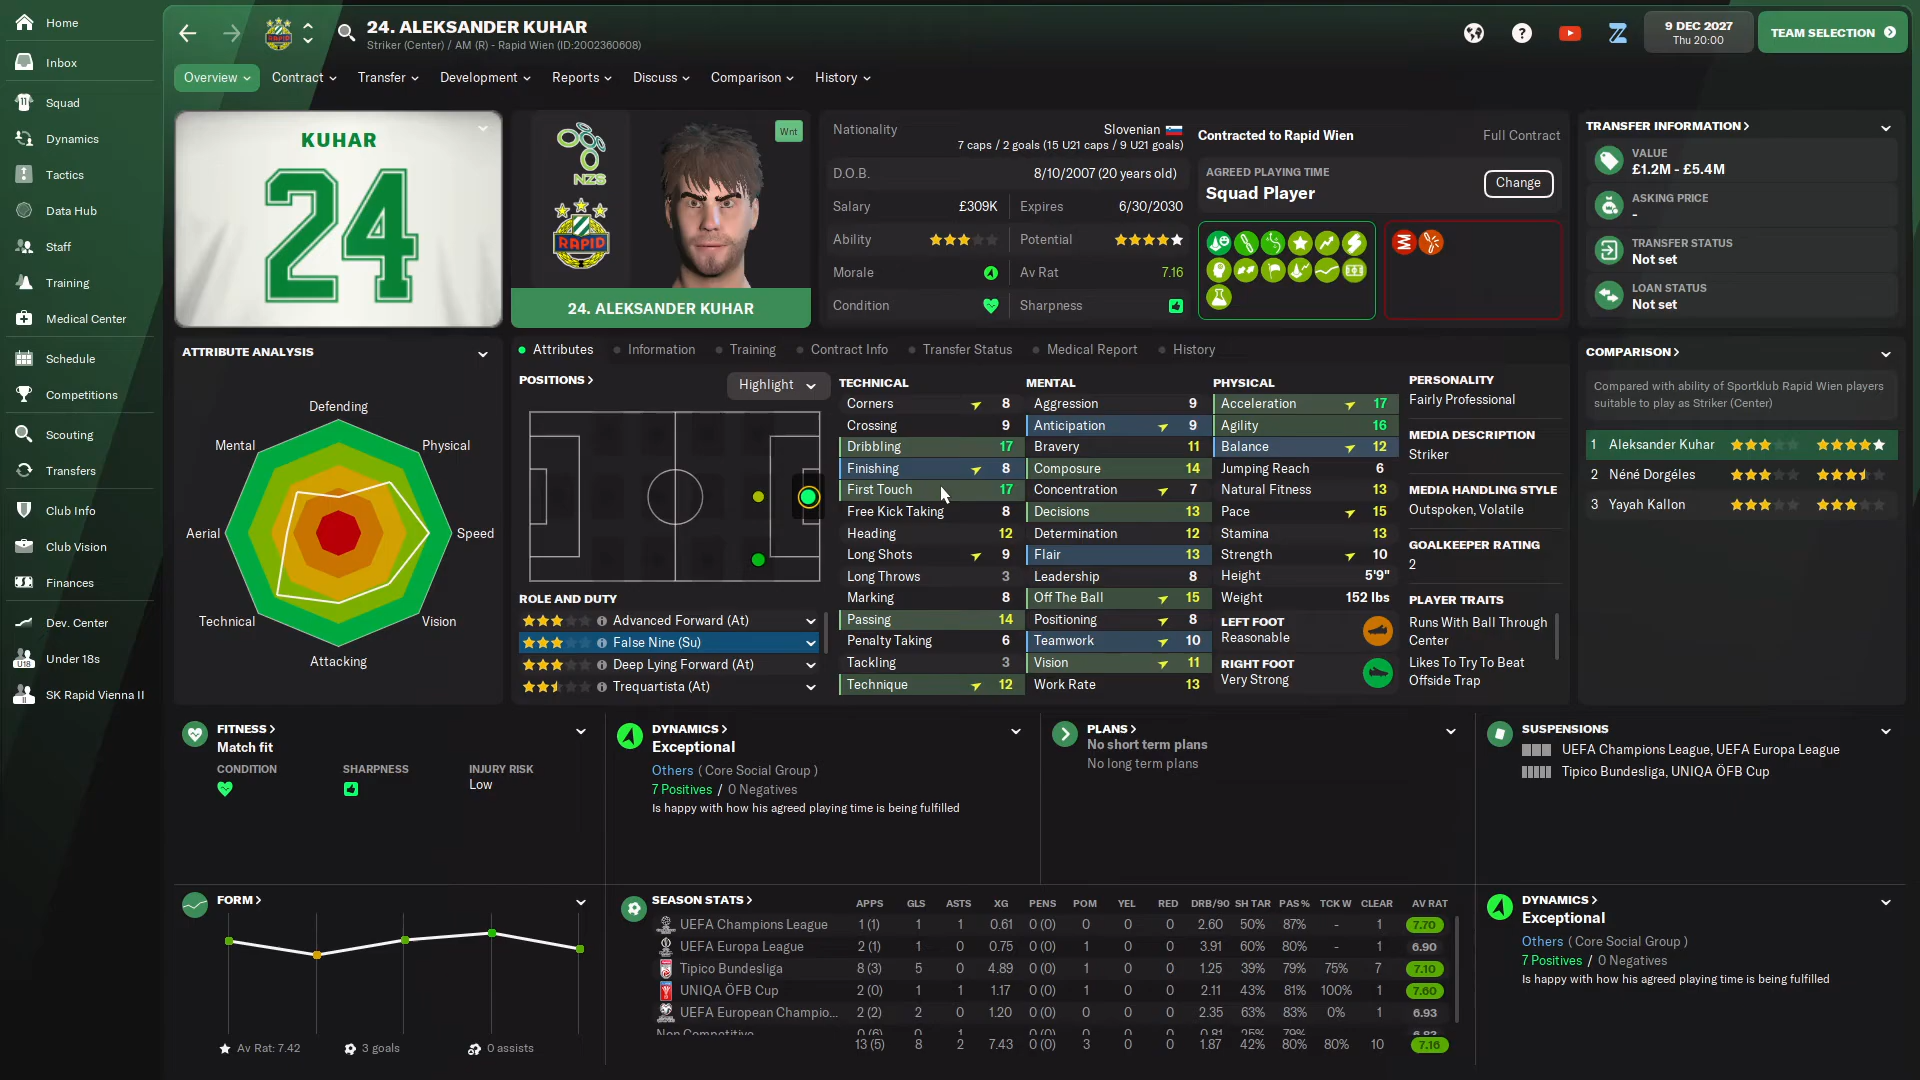 Home
Inbox
Squad
Dynamics
Tactics
Data Hub
Staff
Training
Medical Center
Schedule
Competitions
Scouting
Transfers
Club Info
Club Vision
Finances
Dev. Center
Under 18s
SK Rapid Vienna II
24. ALEKSANDER KUHAR
Striker (Center) / AM (R) - Rapid Wien (ID:2002360608)
9 DEC 2027
Thu 20:00
TEAM SELECTION
Overview Contract Transfer Development Reports Discuss Comparison History
KUHAR
24
NZS
RAPID
Wnt
24. ALEKSANDER KUHAR
Nationality Slovenian
7 caps / 2 goals (15 U21 caps / 9 U21 goals)
D.O.B. 8/10/2007 (20 years old)
Salary £309K Expires 6/30/2030
Ability Potential
Morale Av Rat 7.16
Condition Sharpness
Contracted to Rapid Wien Full Contract
AGREED PLAYING TIME
Squad Player
Change
TRANSFER INFORMATION
VALUE
£1.2M - £5.4M
ASKING PRICE
-
TRANSFER STATUS
Not set
LOAN STATUS
Not set
ATTRIBUTE ANALYSIS
Defending
Mental Physical
Aerial Speed
Technical Vision
Attacking
Attributes Information Training Contract Info Transfer Status Medical Report History
POSITIONS
Highlight
ROLE AND DUTY
Advanced Forward (At)
False Nine (Su)
Deep Lying Forward (At)
Trequartista (At)
TECHNICAL
Corners 8
Crossing 9
Dribbling 17
Finishing 8
First Touch 17
Free Kick Taking 8
Heading 12
Long Shots 9
Long Throws 3
Marking 8
Passing 14
Penalty Taking 6
Tackling 3
Technique 12
MENTAL
Aggression 9
Anticipation 9
Bravery 11
Composure 14
Concentration 7
Decisions 13
Determination 12
Flair 13
Leadership 8
Off The Ball 15
Positioning 8
Teamwork 10
Vision 11
Work Rate 13
PHYSICAL
Acceleration 17
Agility 16
Balance 12
Jumping Reach 6
Natural Fitness 13
Pace 15
Stamina 13
Strength 10
Height 5'9"
Weight 152 lbs
LEFT FOOT
Reasonable
RIGHT FOOT
Very Strong
PERSONALITY
Fairly Professional
MEDIA DESCRIPTION
Striker
MEDIA HANDLING STYLE
Outspoken, Volatile
GOALKEEPER RATING
2
PLAYER TRAITS
Runs With Ball Through
Center
Likes To Try To Beat
Offside Trap
COMPARISON
Compared with ability of Sportklub Rapid Wien players
suitable to play as Striker (Center)
1 Aleksander Kuhar
2 Néné Dorgéles
3 Yayah Kallon
FITNESS
Match fit
CONDITION SHARPNESS INJURY RISK
Low
DYNAMICS
Exceptional
Others ( Core Social Group )
7 Positives / 0 Negatives
Is happy with how his agreed playing time is being fulfilled
PLANS
No short term plans
No long term plans
SUSPENSIONS
UEFA Champions League, UEFA Europa League
Tipico Bundesliga, UNIQA ÖFB Cup
FORM
Av Rat: 7.42 3 goals 0 assists
SEASON STATS APPS GLS ASTS XG PENS POM YEL RED DRB/90 SH TAR PAS % TCK W CLEAR AV RAT
UEFA Champions League 1 (1) 1 1 0.61 0 (0) 0 0 0 2.60 50% 87% - 1 7.70
UEFA Europa League 2 (1) 1 0 0.75 0 (0) 1 0 0 3.91 60% 80% - 1 6.90
Tipico Bundesliga 8 (3) 5 0 4.89 0 (0) 1 0 0 1.25 39% 79% 75% 7 7.10
UNIQA ÖFB Cup 2 (0) 1 1 1.17 0 (0) 1 0 0 2.11 43% 81% 100% 1 7.60
UEFA European Champio... 2 (2) 2 0 1.20 0 (0) 0 0 0 2.35 63% 83% 0% 1 6.93
Non Competitive 0 (6) 0 1 0 (0) 0 0 0 0.81 25% 79% 6.83
13 (5) 8 2 7.43 0 (0) 3 0 0 1.87 42% 80% 80% 10 7.16
DYNAMICS
Exceptional
Others ( Core Social Group )
7 Positives / 0 Negatives
Is happy with how his agreed playing time is being fulfilled